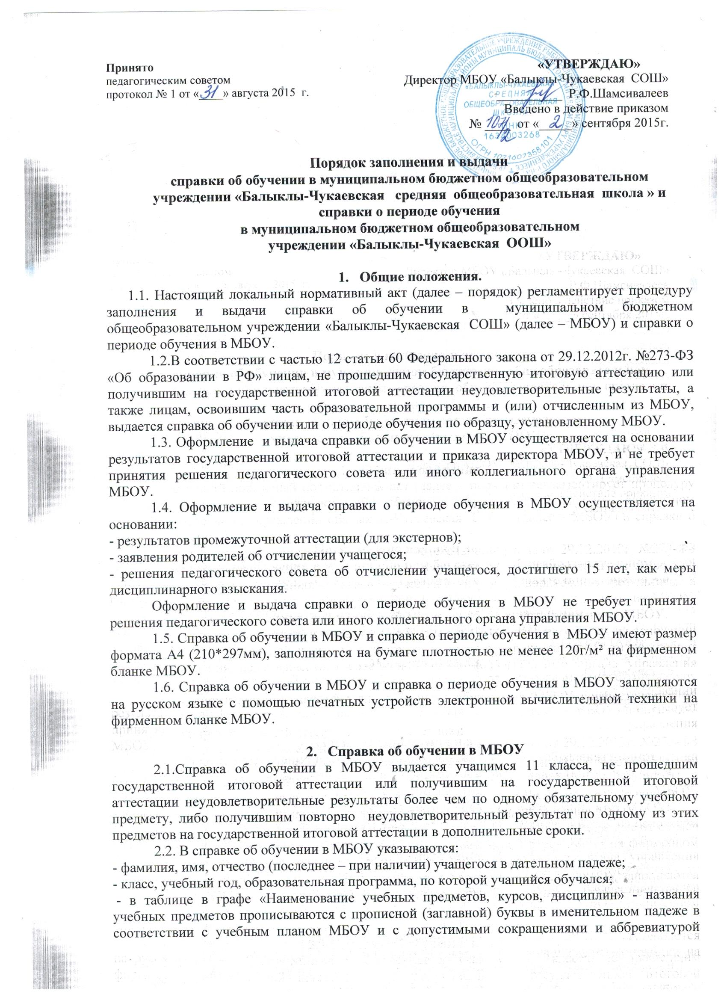 Принято
педагогическим советом
протокол № 1 от «31» августа 2015 г.
«УТВЕРЖДАЮ»
Директор МБОУ «Балыклы-Чукаевская СОШ»
Р.Ф.Шамсивалеев
Введено в действие приказом
№ 107/2 от «2» сентября 2015г.
«БАЛЫКЛЫ-ЧУКАЕВСКАЯ
СРЕДНЯЯ
ОБЩЕОБРАЗОВАТЕЛЬНАЯ
ШКОЛА»
ИНН
1634003268
ОГРН 1021607358101
Порядок заполнения и выдачи
справки об обучении в муниципальном бюджетном общеобразовательном
учреждении «Балыклы-Чукаевская средняя общеобразовательная школа » и
справки о периоде обучения
в муниципальном бюджетном общеобразовательном
учреждении «Балыклы-Чукаевская ООШ»
1. Общие положения.
1.1. Настоящий локальный нормативный акт (далее – порядок) регламентирует процедуру
заполнения и выдачи справки об обучении в муниципальном бюджетном
общеобразовательном учреждении «Балыклы-Чукаевская СОШ» (далее – МБОУ) и справки о
периоде обучения в МБОУ.
1.2.В соответствии с частью 12 статьи 60 Федерального закона от 29.12.2012г. №273-ФЗ
«Об образовании в РФ» лицам, не прошедшим государственную итоговую аттестацию или
получившим на государственной итоговой аттестации неудовлетворительные результаты, а
также лицам, освоившим часть образовательной программы и (или) отчисленным из МБОУ,
выдается справка об обучении или о периоде обучения по образцу, установленному МБОУ.
1.3. Оформление и выдача справки об обучении в МБОУ осуществляется на основании
результатов государственной итоговой аттестации и приказа директора МБОУ, и не требует
принятия решения педагогического совета или иного коллегиального органа управления
МБОУ.
1.4. Оформление и выдача справки о периоде обучения в МБОУ осуществляется на
основании:
- результатов промежуточной аттестации (для экстернов);
- заявления родителей об отчислении учащегося;
- решения педагогического совета об отчислении учащегося, достигшего 15 лет, как меры
дисциплинарного взыскания.
Оформление и выдача справки о периоде обучения в МБОУ не требует принятия
решения педагогического совета или иного коллегиального органа управления МБОУ.
1.5. Справка об обучении в МБОУ и справка о периоде обучения в МБОУ имеют размер
формата А4 (210*297мм), заполняются на бумаге плотностью не менее 120г/м² на фирменном
бланке МБОУ.
1.6. Справка об обучении в МБОУ и справка о периоде обучения в МБОУ заполняются
на русском языке с помощью печатных устройств электронной вычислительной техники на
фирменном бланке МБОУ.
2. Справка об обучении в МБОУ
2.1.Справка об обучении в МБОУ выдается учащимся 11 класса, не прошедшим
государственной итоговой аттестации или получившим на государственной итоговой
аттестации неудовлетворительные результаты более чем по одному обязательному учебному
предмету, либо получившим повторно неудовлетворительный результат по одному из этих
предметов на государственной итоговой аттестации в дополнительные сроки.
2.2. В справке об обучении в МБОУ указываются:
- фамилия, имя, отчество (последнее – при наличии) учащегося в дательном падеже;
- класс, учебный год, образовательная программа, по которой учащийся обучался;
- в таблице в графе «Наименование учебных предметов, курсов, дисциплин» - названия
учебных предметов прописываются с прописной (заглавной) буквы в именительном падеже в
соответствии с учебным планом МБОУ и с допустимыми сокращениями и аббревиатурой